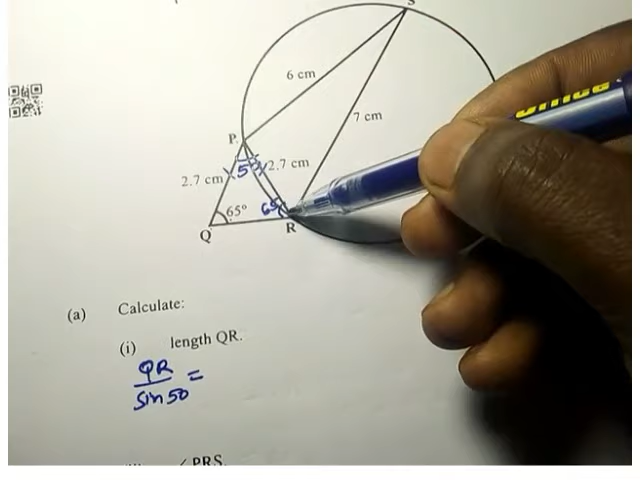 S
6 cm
7 cm
P
2.7 cm 50 2.7 cm
65° 65
Q R
(a) Calculate:
(i) length QR.
QR
sin 50 =
∠PRS.